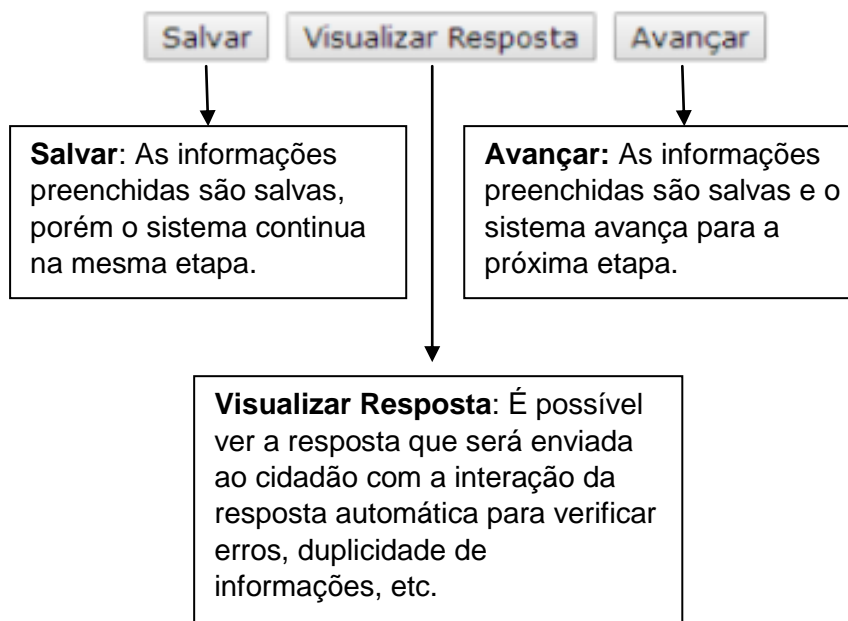 Salvar Visualizar Resposta Avançar
Salvar: As informações
preenchidas são salvas,
porém o sistema continua
na mesma etapa.
Avançar: As informações
preenchidas são salvas e o
sistema avança para a
próxima etapa.
Visualizar Resposta: É possível
ver a resposta que será enviada
ao cidadão com a interação da
resposta automática para verificar
erros, duplicidade de
informações, etc.